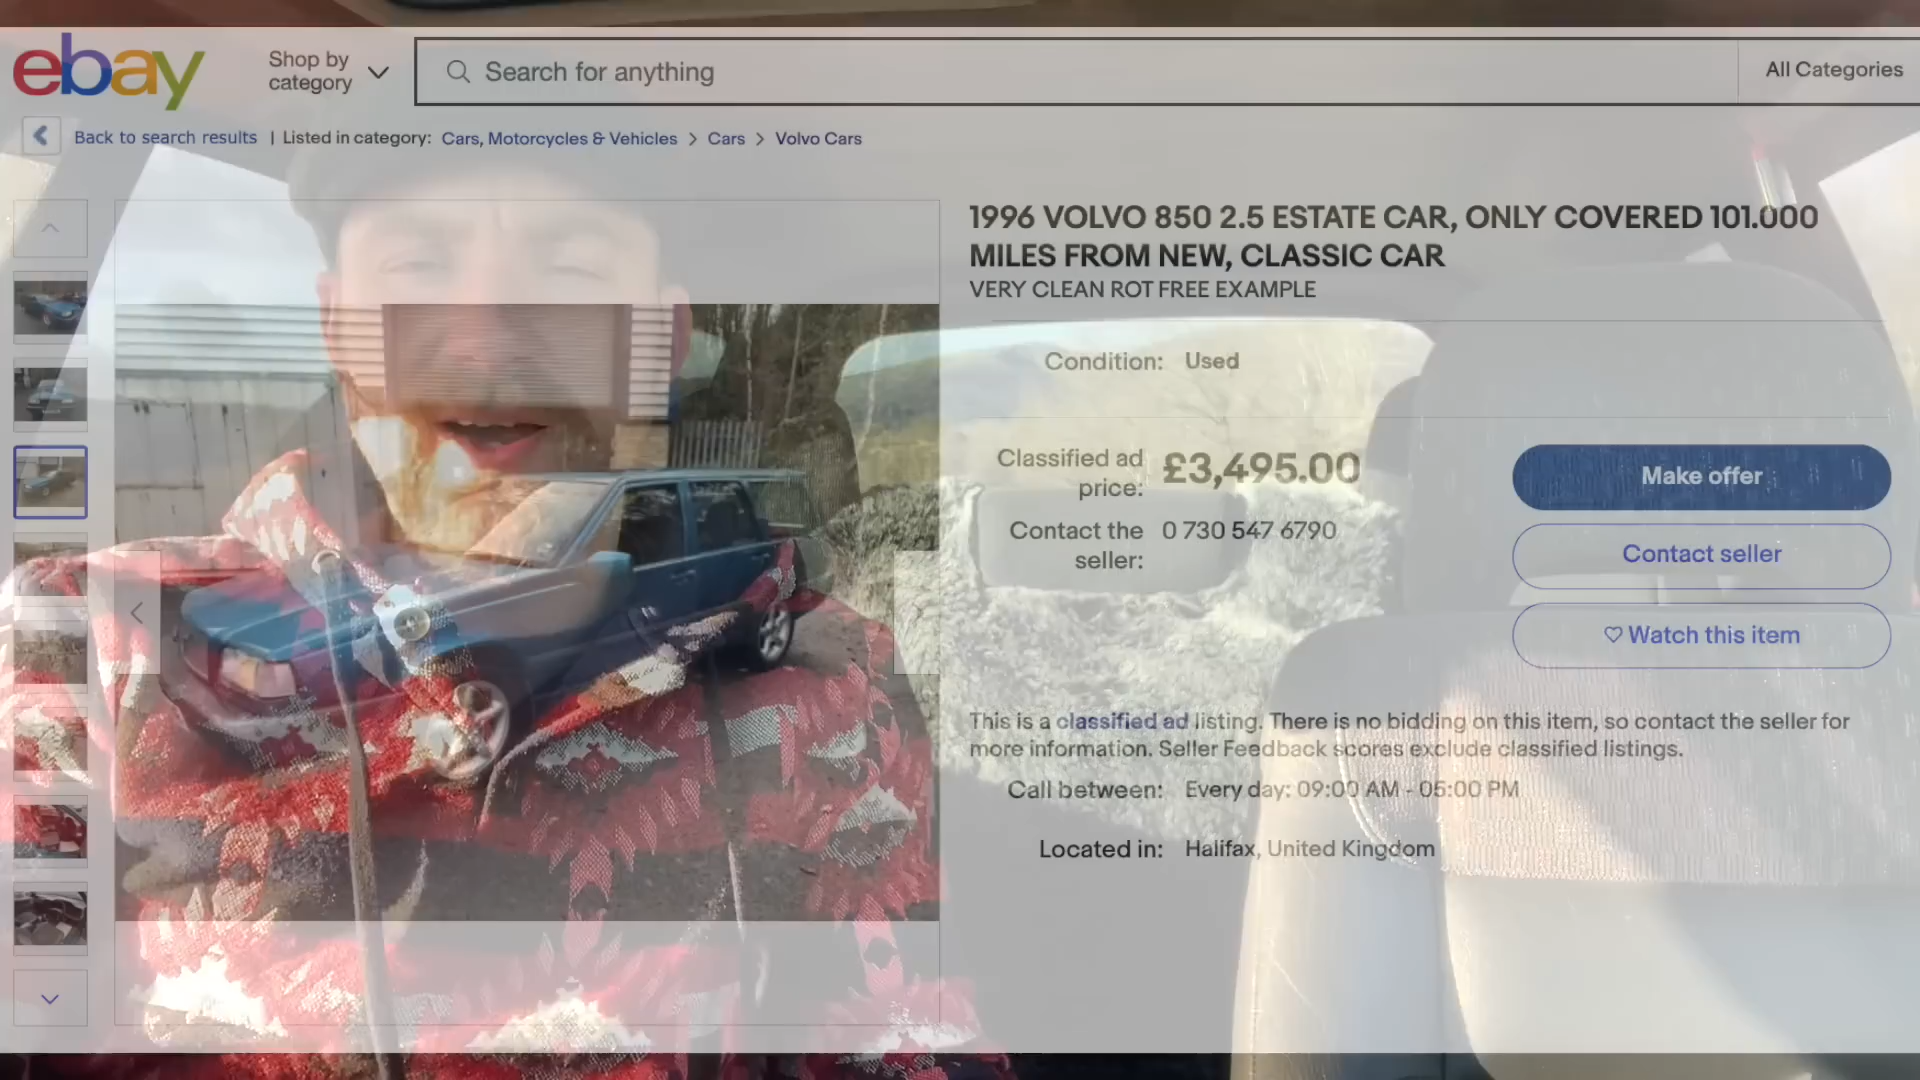 ebay
Shop by
category
Search for anything
All Categories
Back to search results | Listed in category: Cars, Motorcycles & Vehicles > Cars > Volvo Cars
1996 VOLVO 850 2.5 ESTATE CAR, ONLY COVERED 101.000
MILES FROM NEW, CLASSIC CAR
VERY CLEAN ROT FREE EXAMPLE
Condition: Used
Classified ad
price:
£3,495.00
Make offer
Contact the
seller:
0 730 547 6790
Contact seller
Watch this item
This is a classified ad listing. There is no bidding on this item, so contact the seller for
more information. Seller Feedback scores exclude classified listings.
Call between: Every day: 09:00 AM - 05:00 PM
Located in: Halifax, United Kingdom